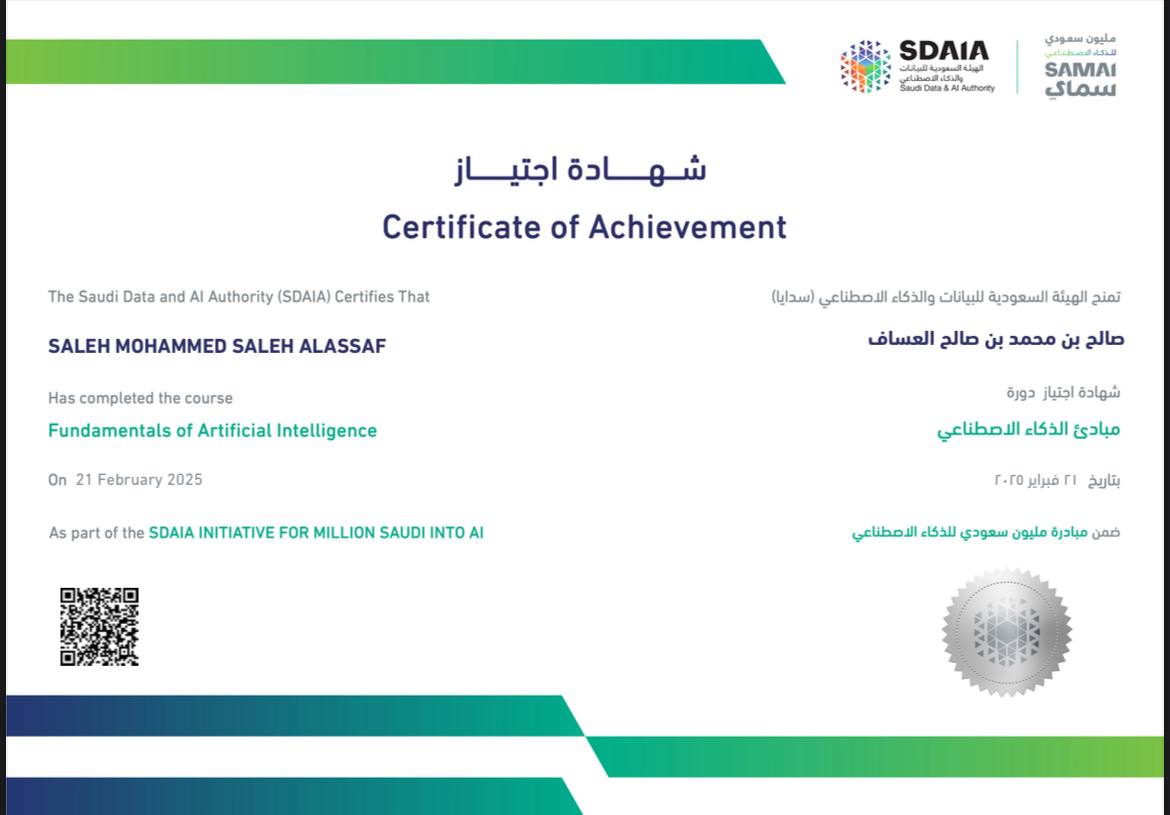 SDAIA
الهيئة السعودية للبيانات
والذكاء الاصطناعي
Saudi Data & AI Authority
مليون سعودي
للذكاء الاصطناعي
SAMAI
سماي
شهادة اجتياز
Certificate of Achievement
The Saudi Data and AI Authority (SDAIA) Certifies That
SALEH MOHAMMED SALEH ALASSAF
Has completed the course
Fundamentals of Artificial Intelligence
On 21 February 2025
As part of the SDAIA INITIATIVE FOR MILLION SAUDI INTO AI
تمنح الهيئة السعودية للبيانات والذكاء الاصطناعي (سدايا)
صالح بن محمد بن صالح العساف
شهادة اجتياز دورة
مبادئ الذكاء الاصطناعي
بتاريخ ٢١ فبراير ٢٠٢٥
ضمن مبادرة مليون سعودي للذكاء الاصطناعي